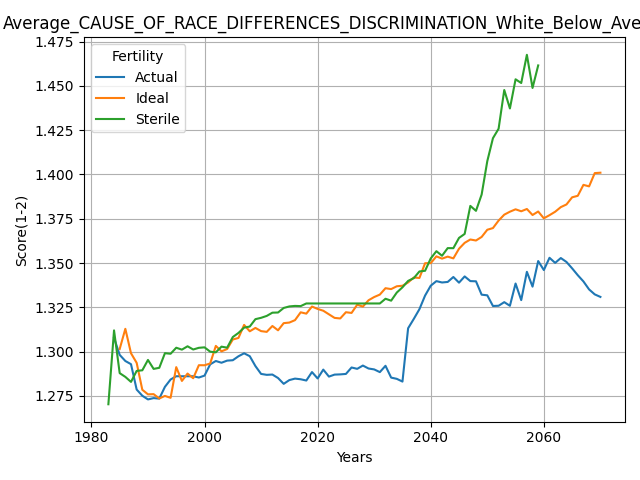 Average_CAUSE_OF_RACE_DIFFERENCES_DISCRIMINATION_White_Below_Ave
1.475
1.450
1.425
1.400
1.375
1.350
1.325
1.300
1.275
Score(1-2)
Fertility
Actual
Ideal
Sterile
1980 2000 2020 2040 2060
Years